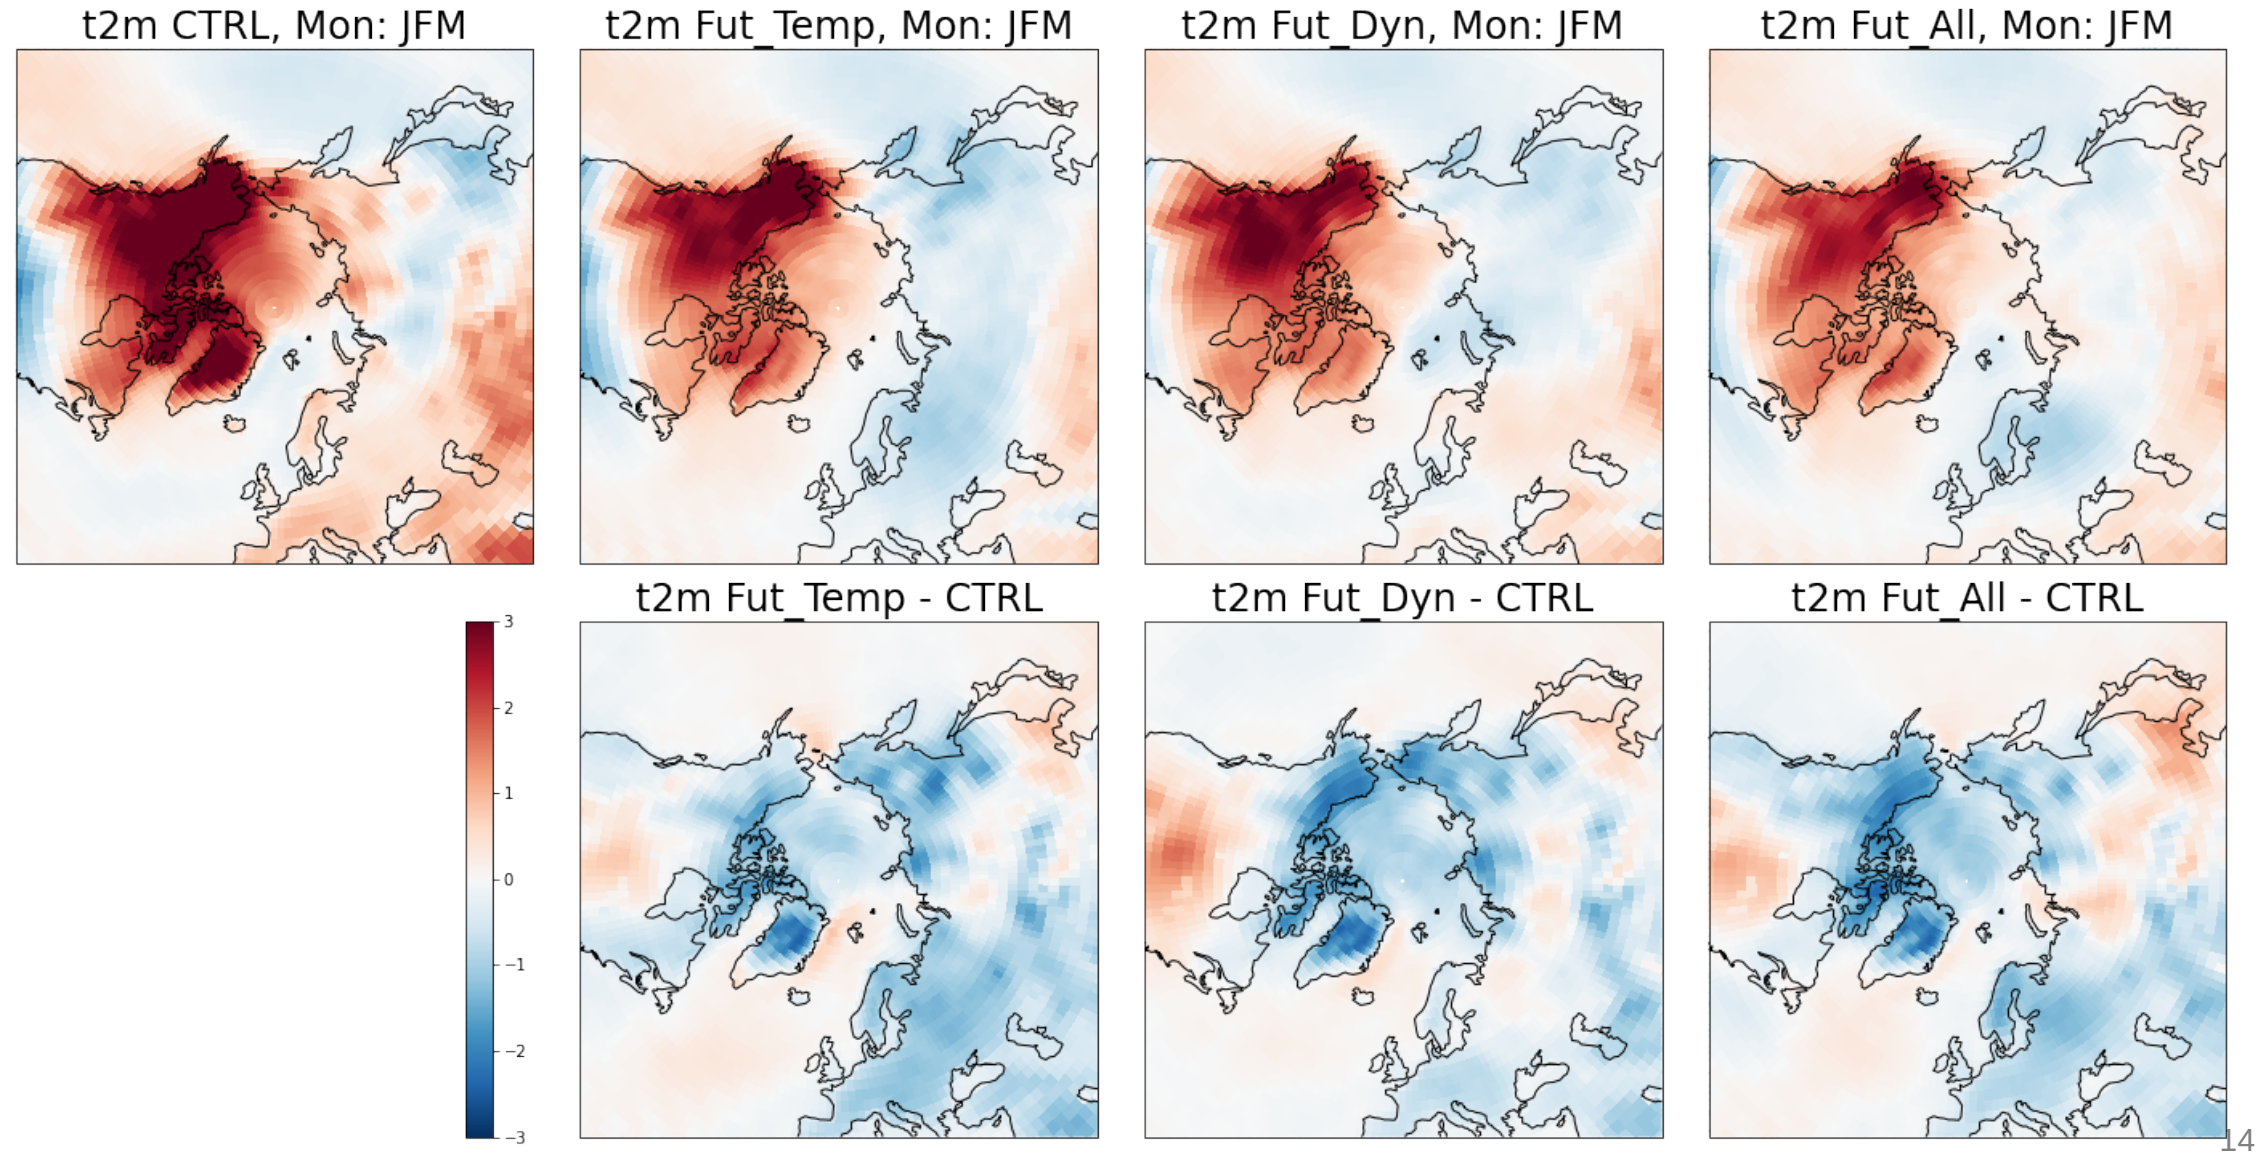 t2m CTRL, Mon: JFM
t2m Fut_Temp, Mon: JFM
t2m Fut_Dyn, Mon: JFM
t2m Fut_All, Mon: JFM
t2m Fut_Temp - CTRL
t2m Fut_Dyn - CTRL
t2m Fut_All - CTRL
3
2
1
0
−1
−2
−3
14